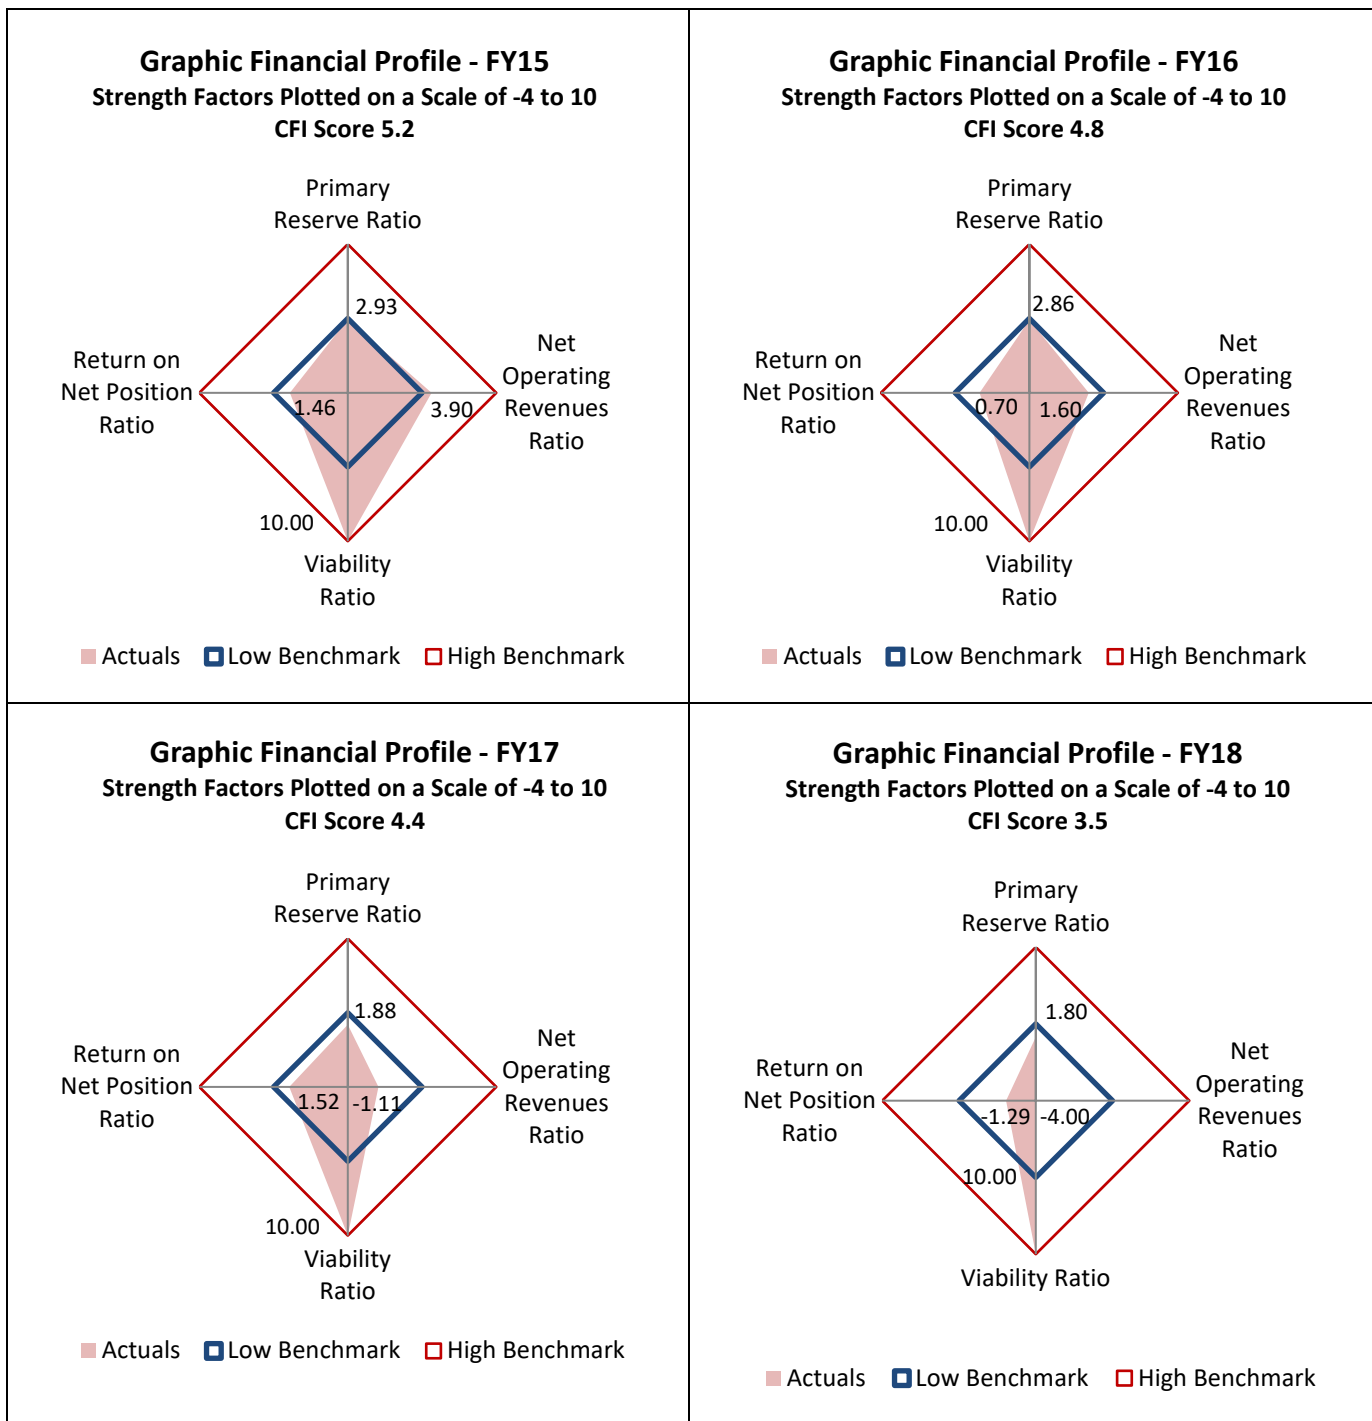 Graphic Financial Profile - FY15
Strength Factors Plotted on a Scale of -4 to 10
CFI Score 5.2
Primary
Reserve Ratio
2.93
Net
Operating
Revenues
Ratio
Return on
Net Position
Ratio
1.46
3.90
10.00
Viability
Ratio
Actuals Low Benchmark High Benchmark
Graphic Financial Profile - FY16
Strength Factors Plotted on a Scale of -4 to 10
CFI Score 4.8
Primary
Reserve Ratio
2.86
Net
Operating
Revenues
Ratio
Return on
Net Position
Ratio
0.70
1.60
10.00
Viability
Ratio
Actuals Low Benchmark High Benchmark
Graphic Financial Profile - FY17
Strength Factors Plotted on a Scale of -4 to 10
CFI Score 4.4
Primary
Reserve Ratio
1.88
Net
Operating
Revenues
Ratio
Return on
Net Position
Ratio
1.52
-1.11
10.00
Viability
Ratio
Actuals Low Benchmark High Benchmark
Graphic Financial Profile - FY18
Strength Factors Plotted on a Scale of -4 to 10
CFI Score 3.5
Primary
Reserve Ratio
1.80
Net
Operating
Revenues
Ratio
Return on
Net Position
Ratio
-1.29
-4.00
10.00
Viability Ratio
Actuals Low Benchmark High Benchmark